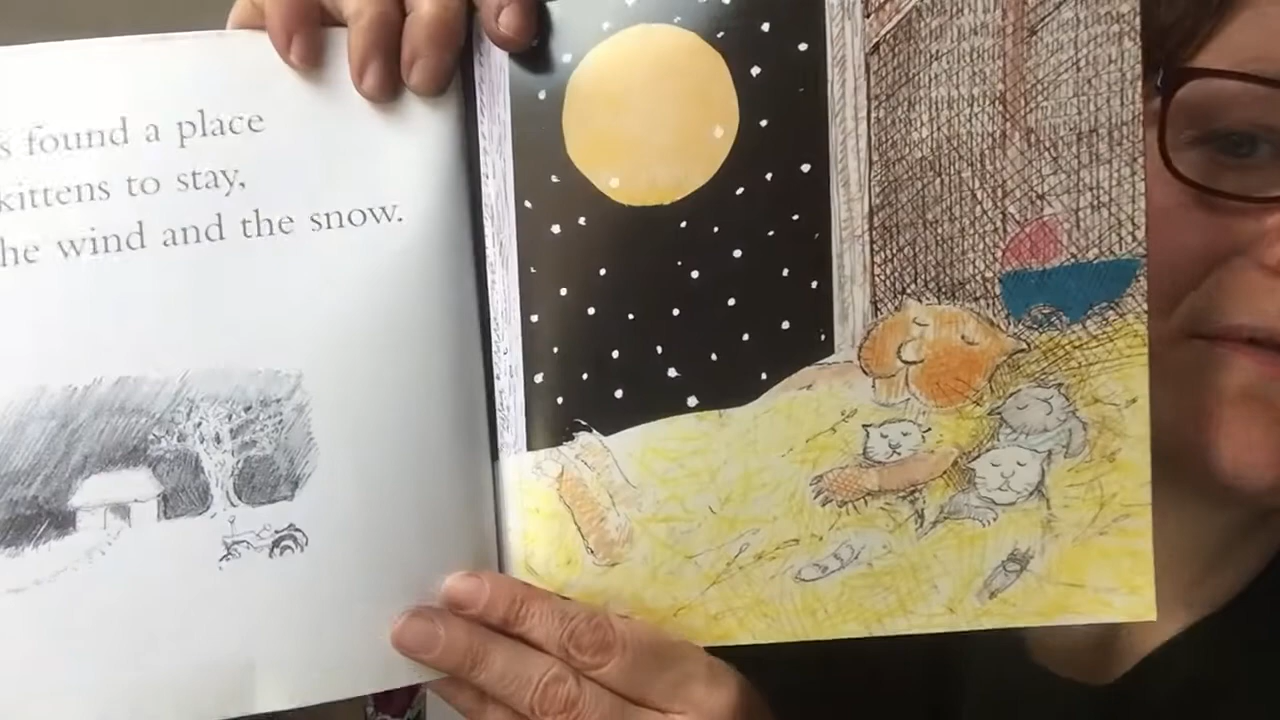 s found a place
kittens to stay,
he wind and the snow.